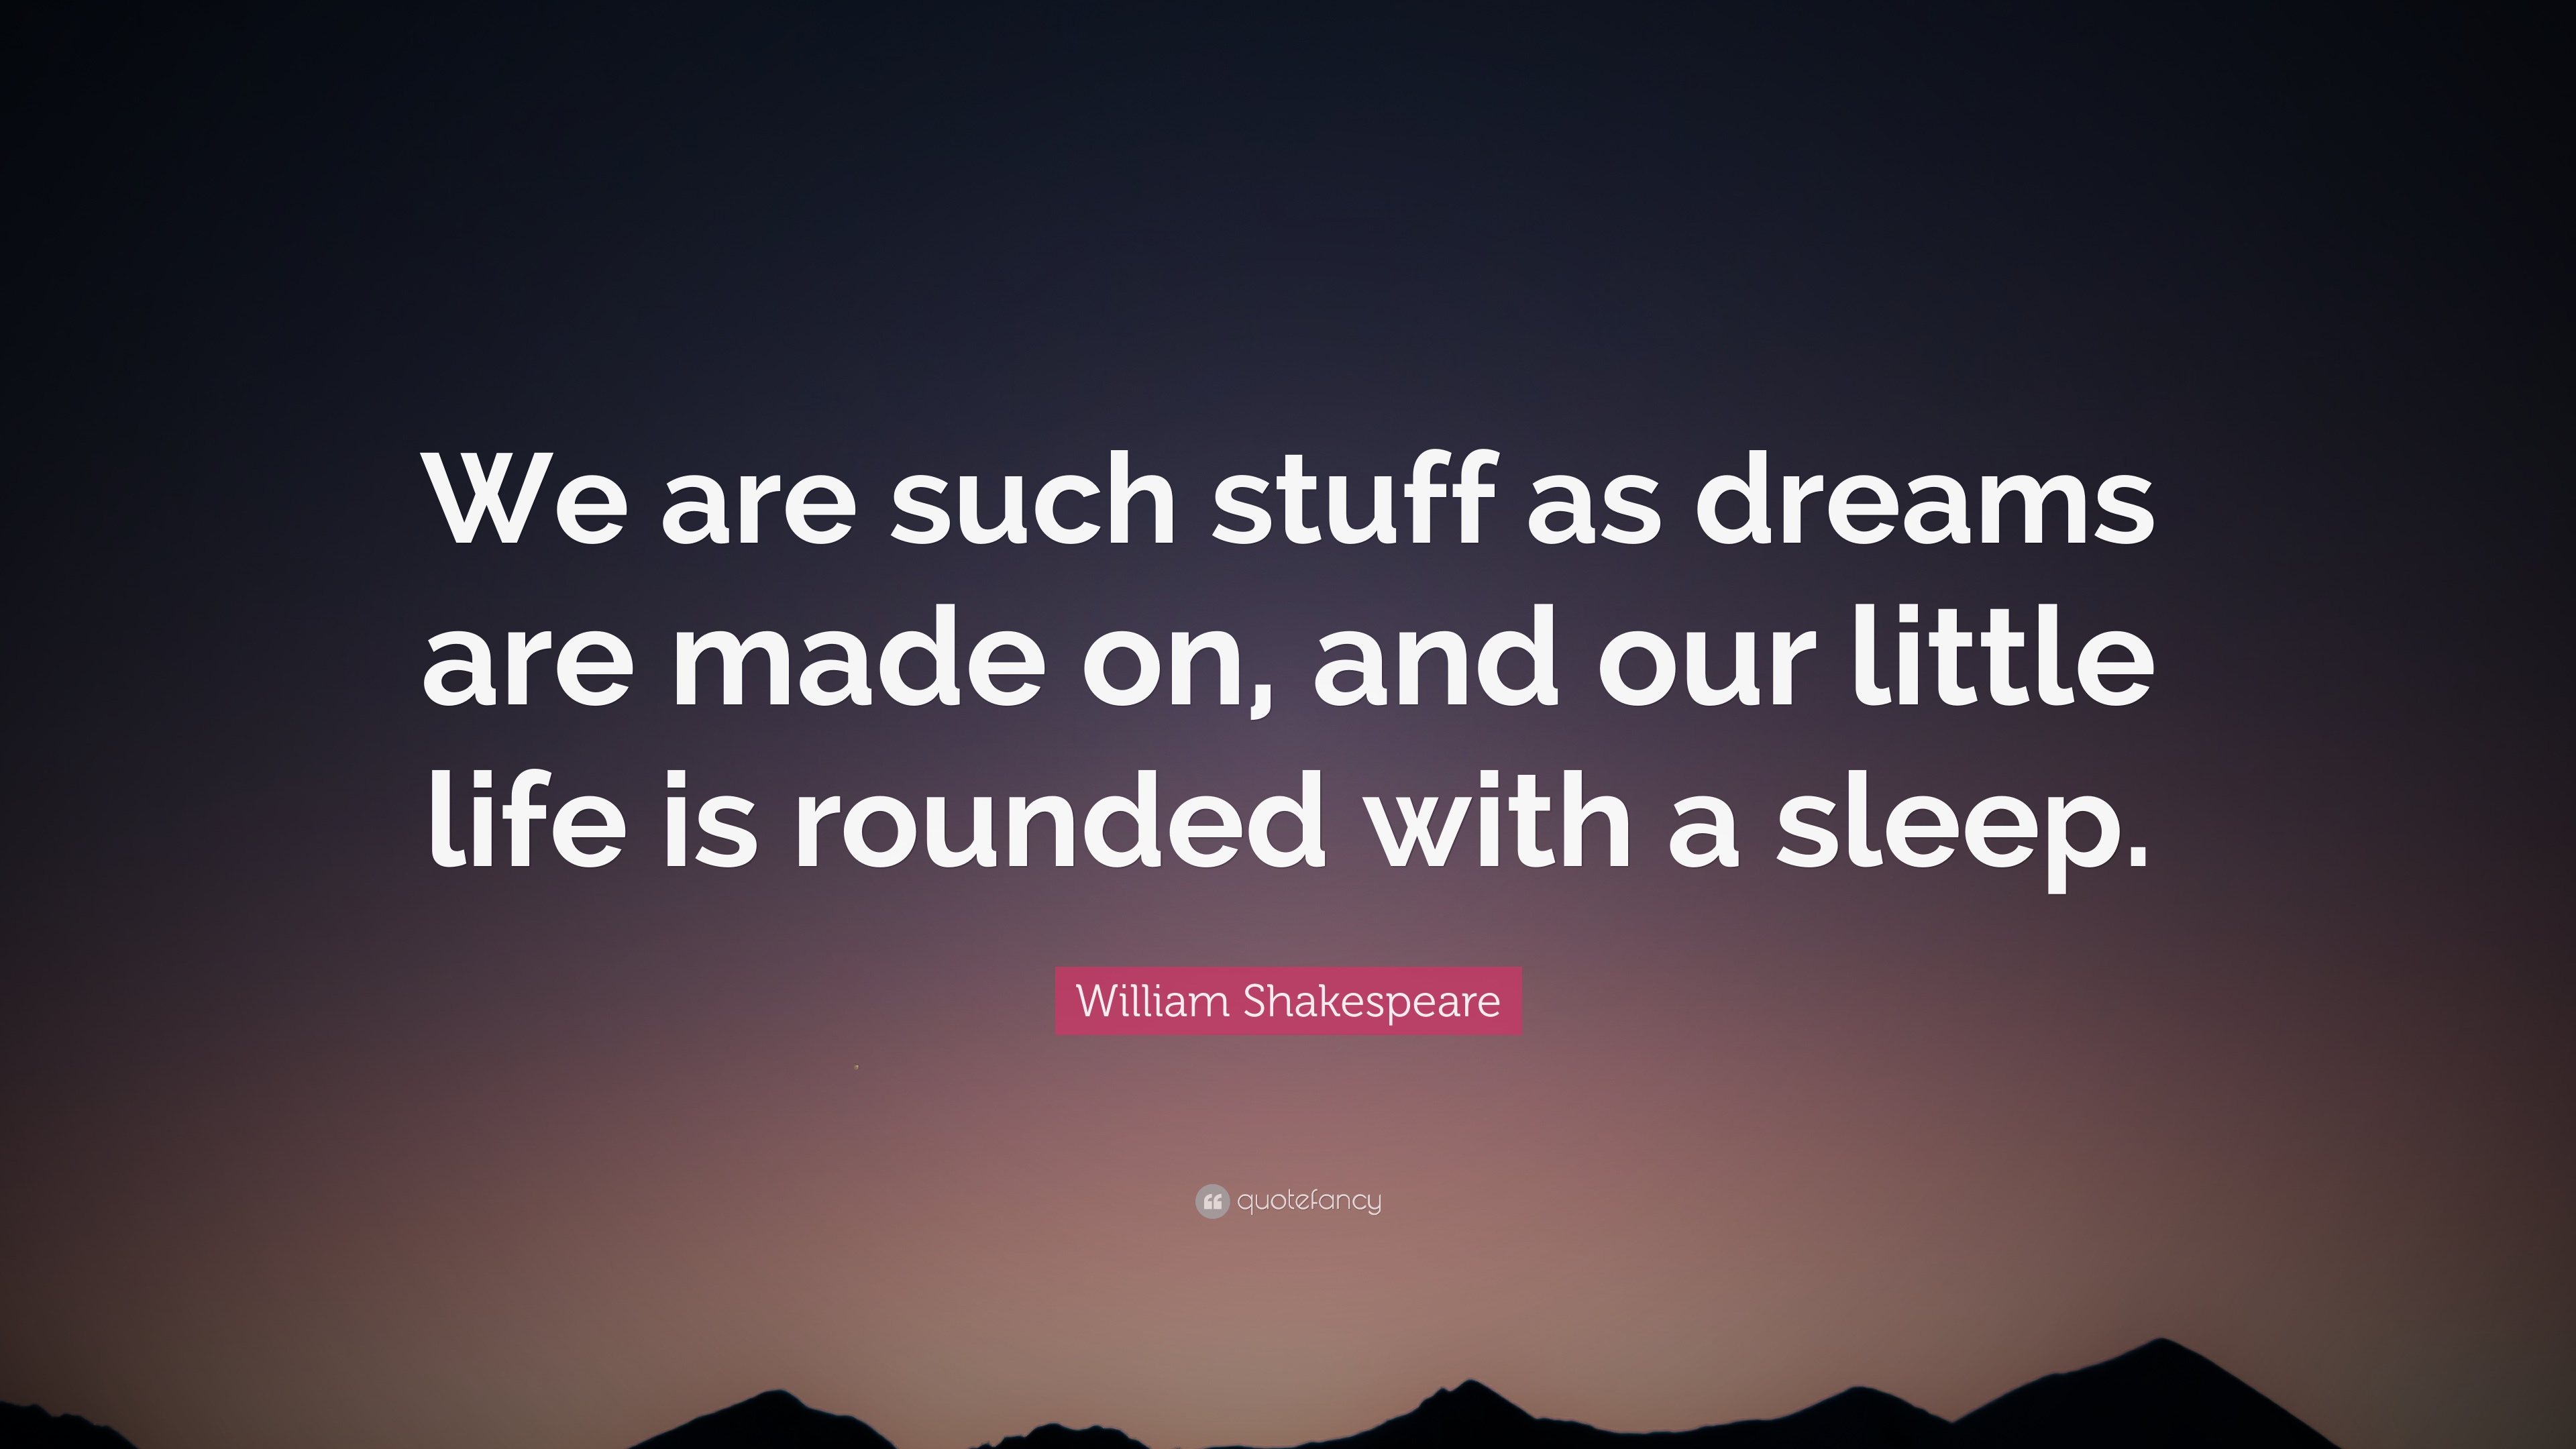 We are such stuff as dreams
are made on, and our little
life is rounded with a sleep.
William Shakespeare
quotefancy